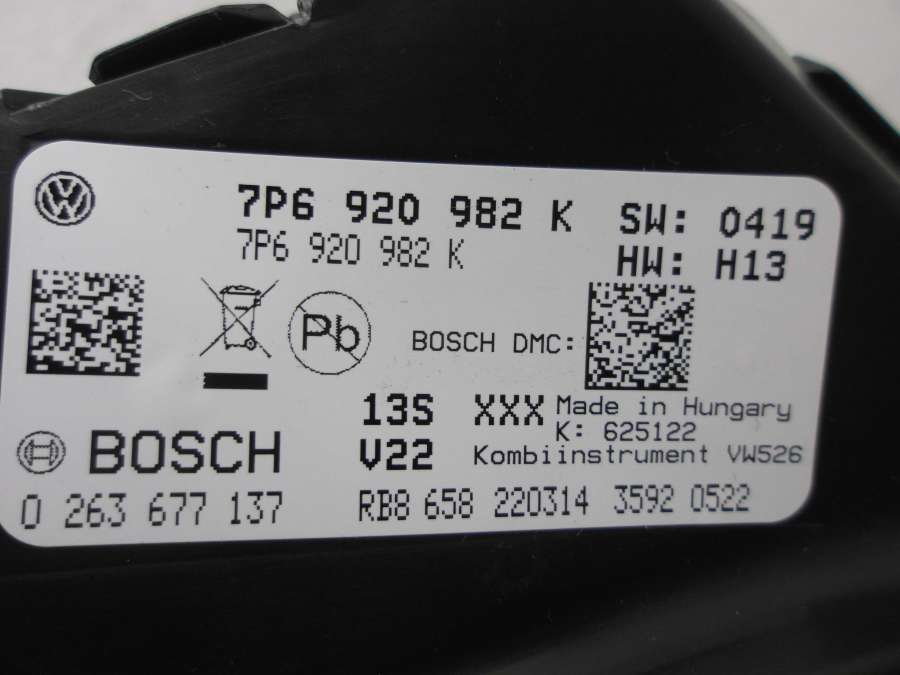 7P6 920 982 K SW: 0419
7P6 920 982 K HW: H13
Pb
BOSCH DMC:
13S XXX Made in Hungary
K: 625122
BOSCH V22 Kombiinstrument VW526
0 263 677 137 RB8 658 220314 3592 0522